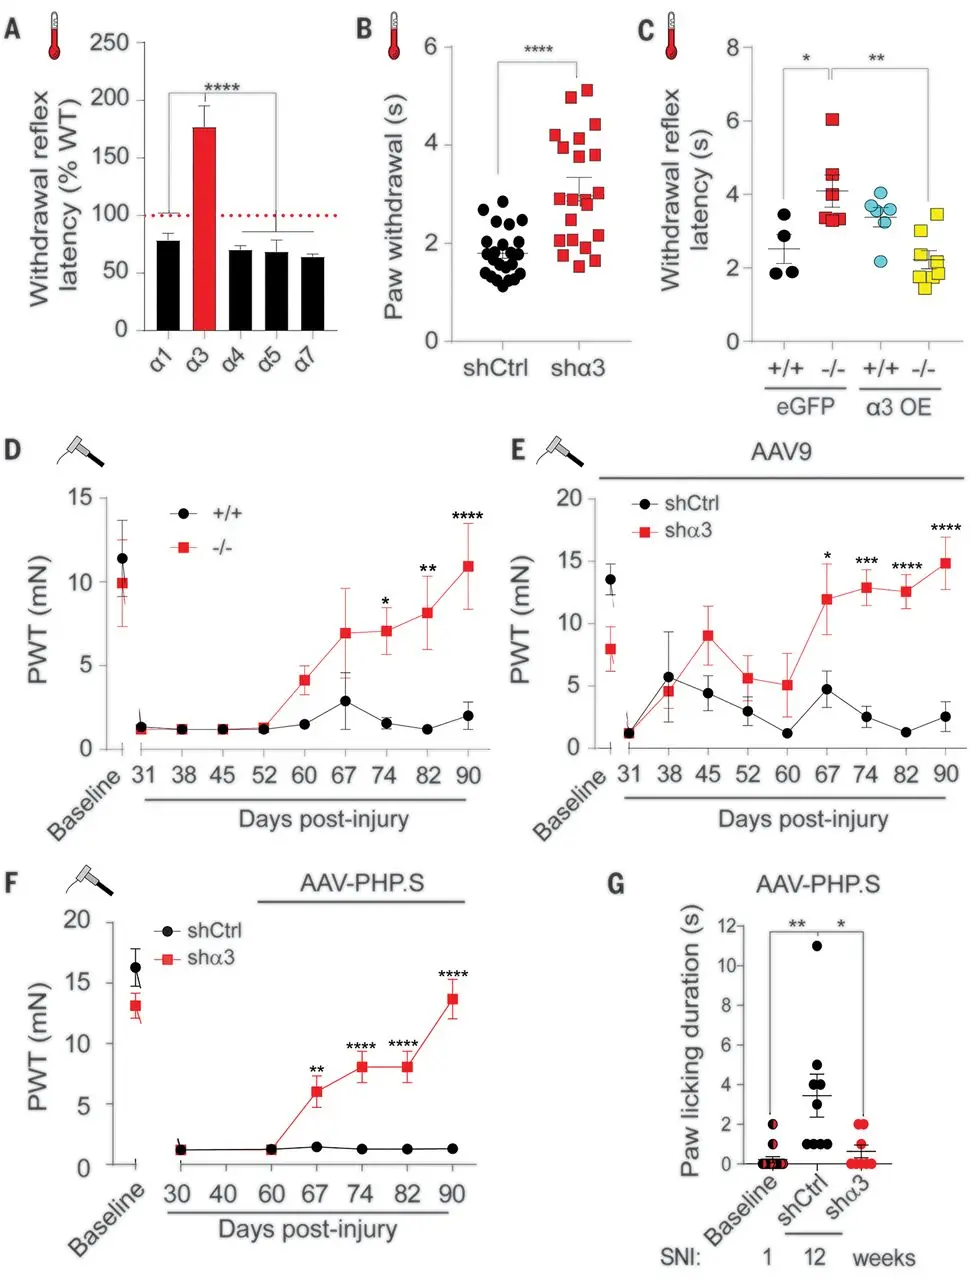 A
Withdrawal reflex
latency (% WT)
250
200
150
100
50
0
****
α1
α3
α4
α5
α7
B
Paw withdrawal (s)
6
4
2
0
****
shCtrl
shα3
C
Withdrawal reflex
latency (s)
8
6
4
2
0
*
**
+/+
-/-
+/+
-/-
eGFP
α3 OE
D
PWT (mN)
15
10
5
0
+/+
-/-
*
**
****
Baseline
31 38 45 52 60 67 74 82 90
Days post-injury
E
AAV9
PWT (mN)
20
15
10
5
0
shCtrl
shα3
*
***
****
****
Baseline
31 38 45 52 60 67 74 82 90
Days post-injury
F
AAV-PHP.S
PWT (mN)
20
15
10
5
0
shCtrl
shα3
**
****
****
****
Baseline
30 40 60 67 74 82 90
Days post-injury
G
AAV-PHP.S
Paw licking duration (s)
12
10
8
6
4
2
0
**
*
Baseline
shCtrl
shα3
SNI: 1 12 weeks